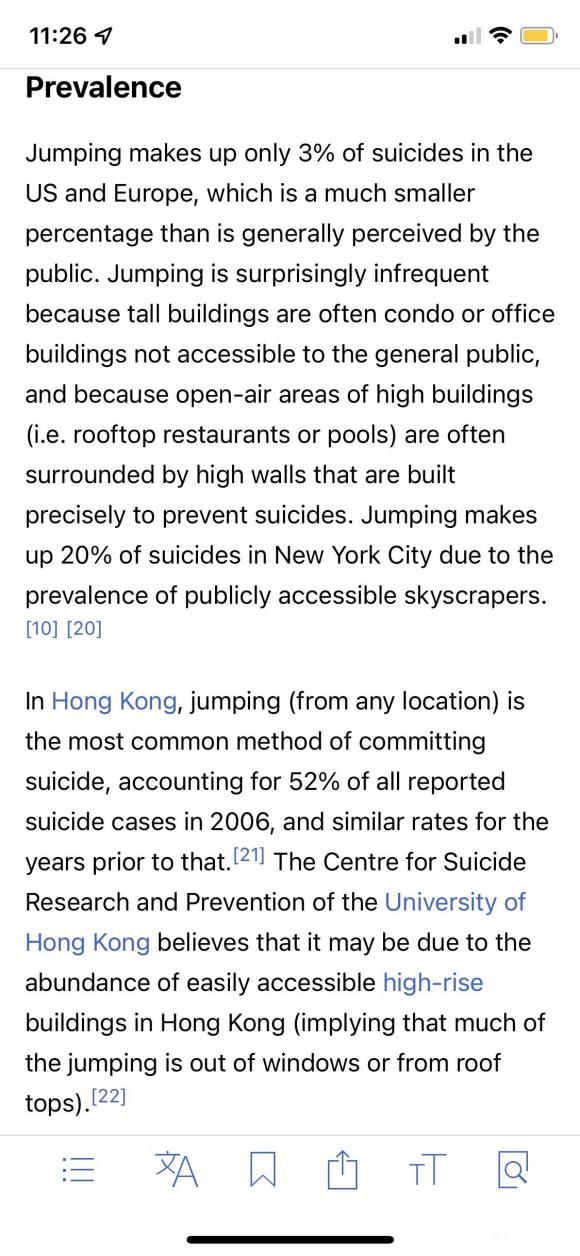 11:26
Prevalence
Jumping makes up only 3% of suicides in the
US and Europe, which is a much smaller
percentage than is generally perceived by the
public. Jumping is surprisingly infrequent
because tall buildings are often condo or office
buildings not accessible to the general public,
and because open-air areas of high buildings
(i.e. rooftop restaurants or pools) are often
surrounded by high walls that are built
precisely to prevent suicides. Jumping makes
up 20% of suicides in New York City due to the
prevalence of publicly accessible skyscrapers.
[10] [20]
In Hong Kong, jumping (from any location) is
the most common method of committing
suicide, accounting for 52% of all reported
suicide cases in 2006, and similar rates for the
years prior to that.[21] The Centre for Suicide
Research and Prevention of the University of
Hong Kong believes that it may be due to the
abundance of easily accessible high-rise
buildings in Hong Kong (implying that much of
the jumping is out of windows or from roof
tops).[22]
文A TT